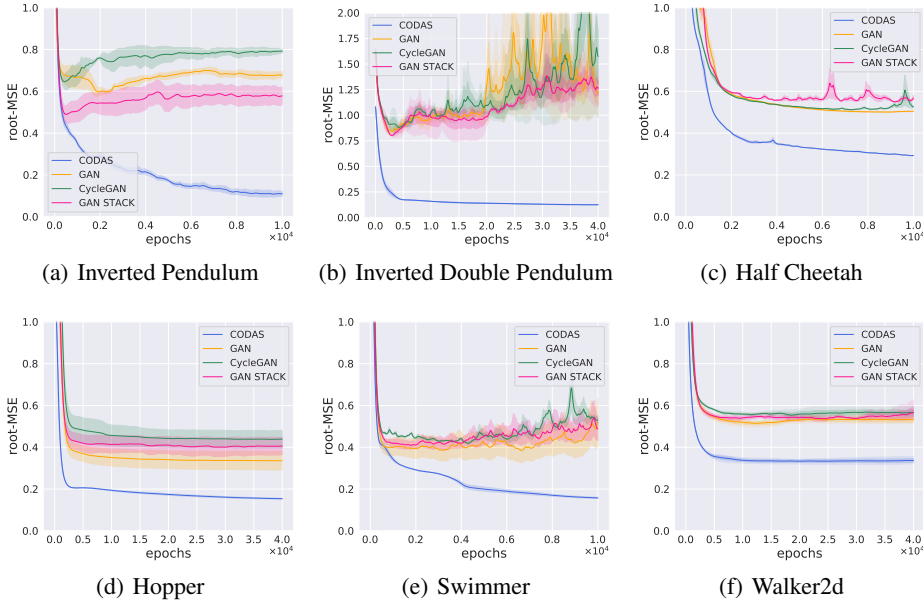 1.0
0.8
0.6
0.4
0.2
0.0
root-MSE
CODAS
GAN
CycleGAN
GAN STACK
0.0 0.2 0.4 0.6 0.8 1.0
epochs
×10⁴
(a) Inverted Pendulum
2.00
1.75
1.50
1.25
1.00
0.75
0.50
0.25
0.00
root-MSE
CODAS
GAN
CycleGAN
GAN STACK
0.0 0.5 1.0 1.5 2.0 2.5 3.0 3.5 4.0
epochs
×10⁴
(b) Inverted Double Pendulum
1.0
0.8
0.6
0.4
0.2
0.0
root-MSE
CODAS
GAN
CycleGAN
GAN STACK
0.0 0.2 0.4 0.6 0.8 1.0
epochs
×10⁴
(c) Half Cheetah
1.0
0.8
0.6
0.4
0.2
0.0
root-MSE
CODAS
GAN
CycleGAN
GAN STACK
0.0 0.5 1.0 1.5 2.0 2.5 3.0 3.5 4.0
epochs
×10⁴
(d) Hopper
1.0
0.8
0.6
0.4
0.2
0.0
root-MSE
CODAS
GAN
CycleGAN
GAN STACK
0.0 0.2 0.4 0.6 0.8 1.0
epochs
×10⁴
(e) Swimmer
1.0
0.8
0.6
0.4
0.2
0.0
root-MSE
CODAS
GAN
CycleGAN
GAN STACK
0.0 0.5 1.0 1.5 2.0 2.5 3.0 3.5 4.0
epochs
×10⁴
(f) Walker2d